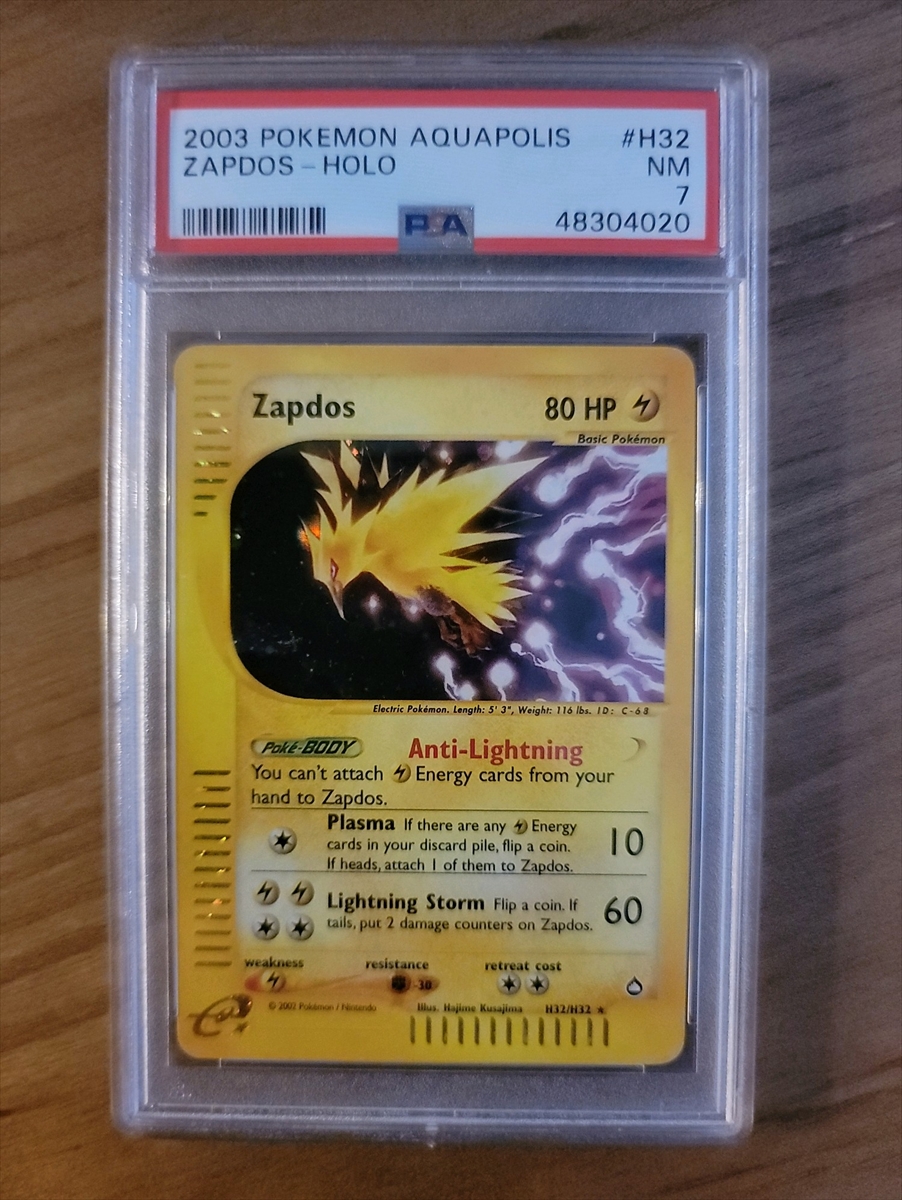 2003 POKEMON AQUAPOLIS #H32
ZAPDOS - HOLO NM
7
PSA 48304020
Zapdos 80 HP
Basic Pokémon
Electric Pokémon. Length: 5' 3", Weight: 116 lbs. ID: C-68
Poké-BODY Anti-Lightning
You can't attach Energy cards from your
hand to Zapdos.
Plasma If there are any Energy
cards in your discard pile, flip a coin. 10
If heads, attach 1 of them to Zapdos.
Lightning Storm Flip a coin. If 60
tails, put 2 damage counters on Zapdos.
weakness resistance retreat cost
-30
© 2002 Pokémon / Nintendo Illus. Hajime Kusajima H32/H32 ★